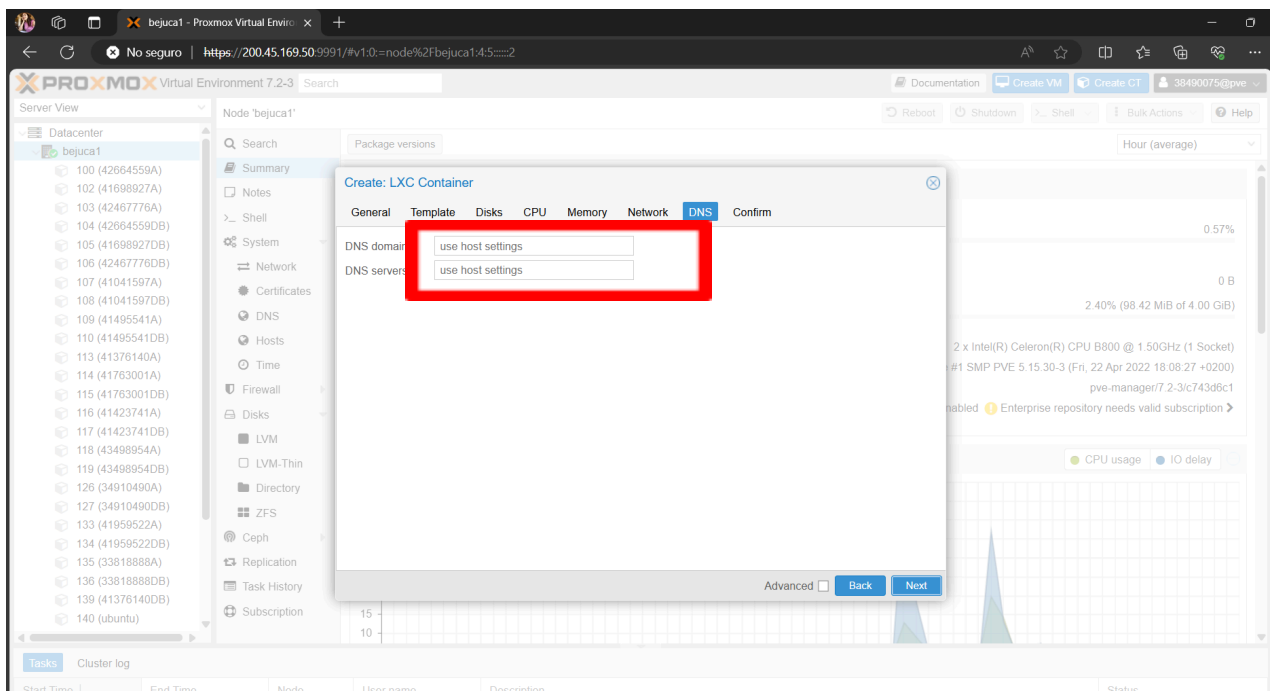 bejuca1 - Proxmox Virtual Enviro
No seguro https://200.45.169.50:9991/#v1:0:=node%2Fbejuca1:4:5::::::2
PROXMOX Virtual Environment 7.2-3 Search Documentation Create VM Create CT 38490075@pve
Server View
Node 'bejuca1' Reboot Shutdown Shell Bulk Actions Help
Datacenter
bejuca1
100 (42664559A)
102 (41698927A)
103 (42467776A)
104 (42664559DB)
105 (41698927DB)
106 (42467776DB)
107 (41041597A)
108 (41041597DB)
109 (41495541A)
110 (41495541DB)
113 (41376140A)
114 (41763001A)
115 (41763001DB)
116 (41423741A)
117 (41423741DB)
118 (43498954A)
119 (43498954DB)
126 (34910490A)
127 (34910490DB)
133 (41959522A)
134 (41959522DB)
135 (33818888A)
136 (33818888DB)
139 (41376140DB)
140 (ubuntu)
Search
Summary
Notes
Shell
System
Network
Certificates
DNS
Hosts
Time
Firewall
Disks
LVM
LVM-Thin
Directory
ZFS
Ceph
Replication
Task History
Subscription
Package versions Hour (average)
Create: LXC Container
General Template Disks CPU Memory Network DNS Confirm
DNS domain use host settings
DNS servers use host settings
Advanced Back Next
0.57%
0 B
2.40% (98.42 MiB of 4.00 GiB)
2 x Intel(R) Celeron(R) CPU B800 @ 1.50GHz (1 Socket)
#1 SMP PVE 5.15.30-3 (Fri, 22 Apr 2022 18:08:27 +0200)
pve-manager/7.2-3/c743d6c1
nabled Enterprise repository needs valid subscription
CPU usage IO delay
15
10
Tasks Cluster log
Start Time End Time Node User name Description Status